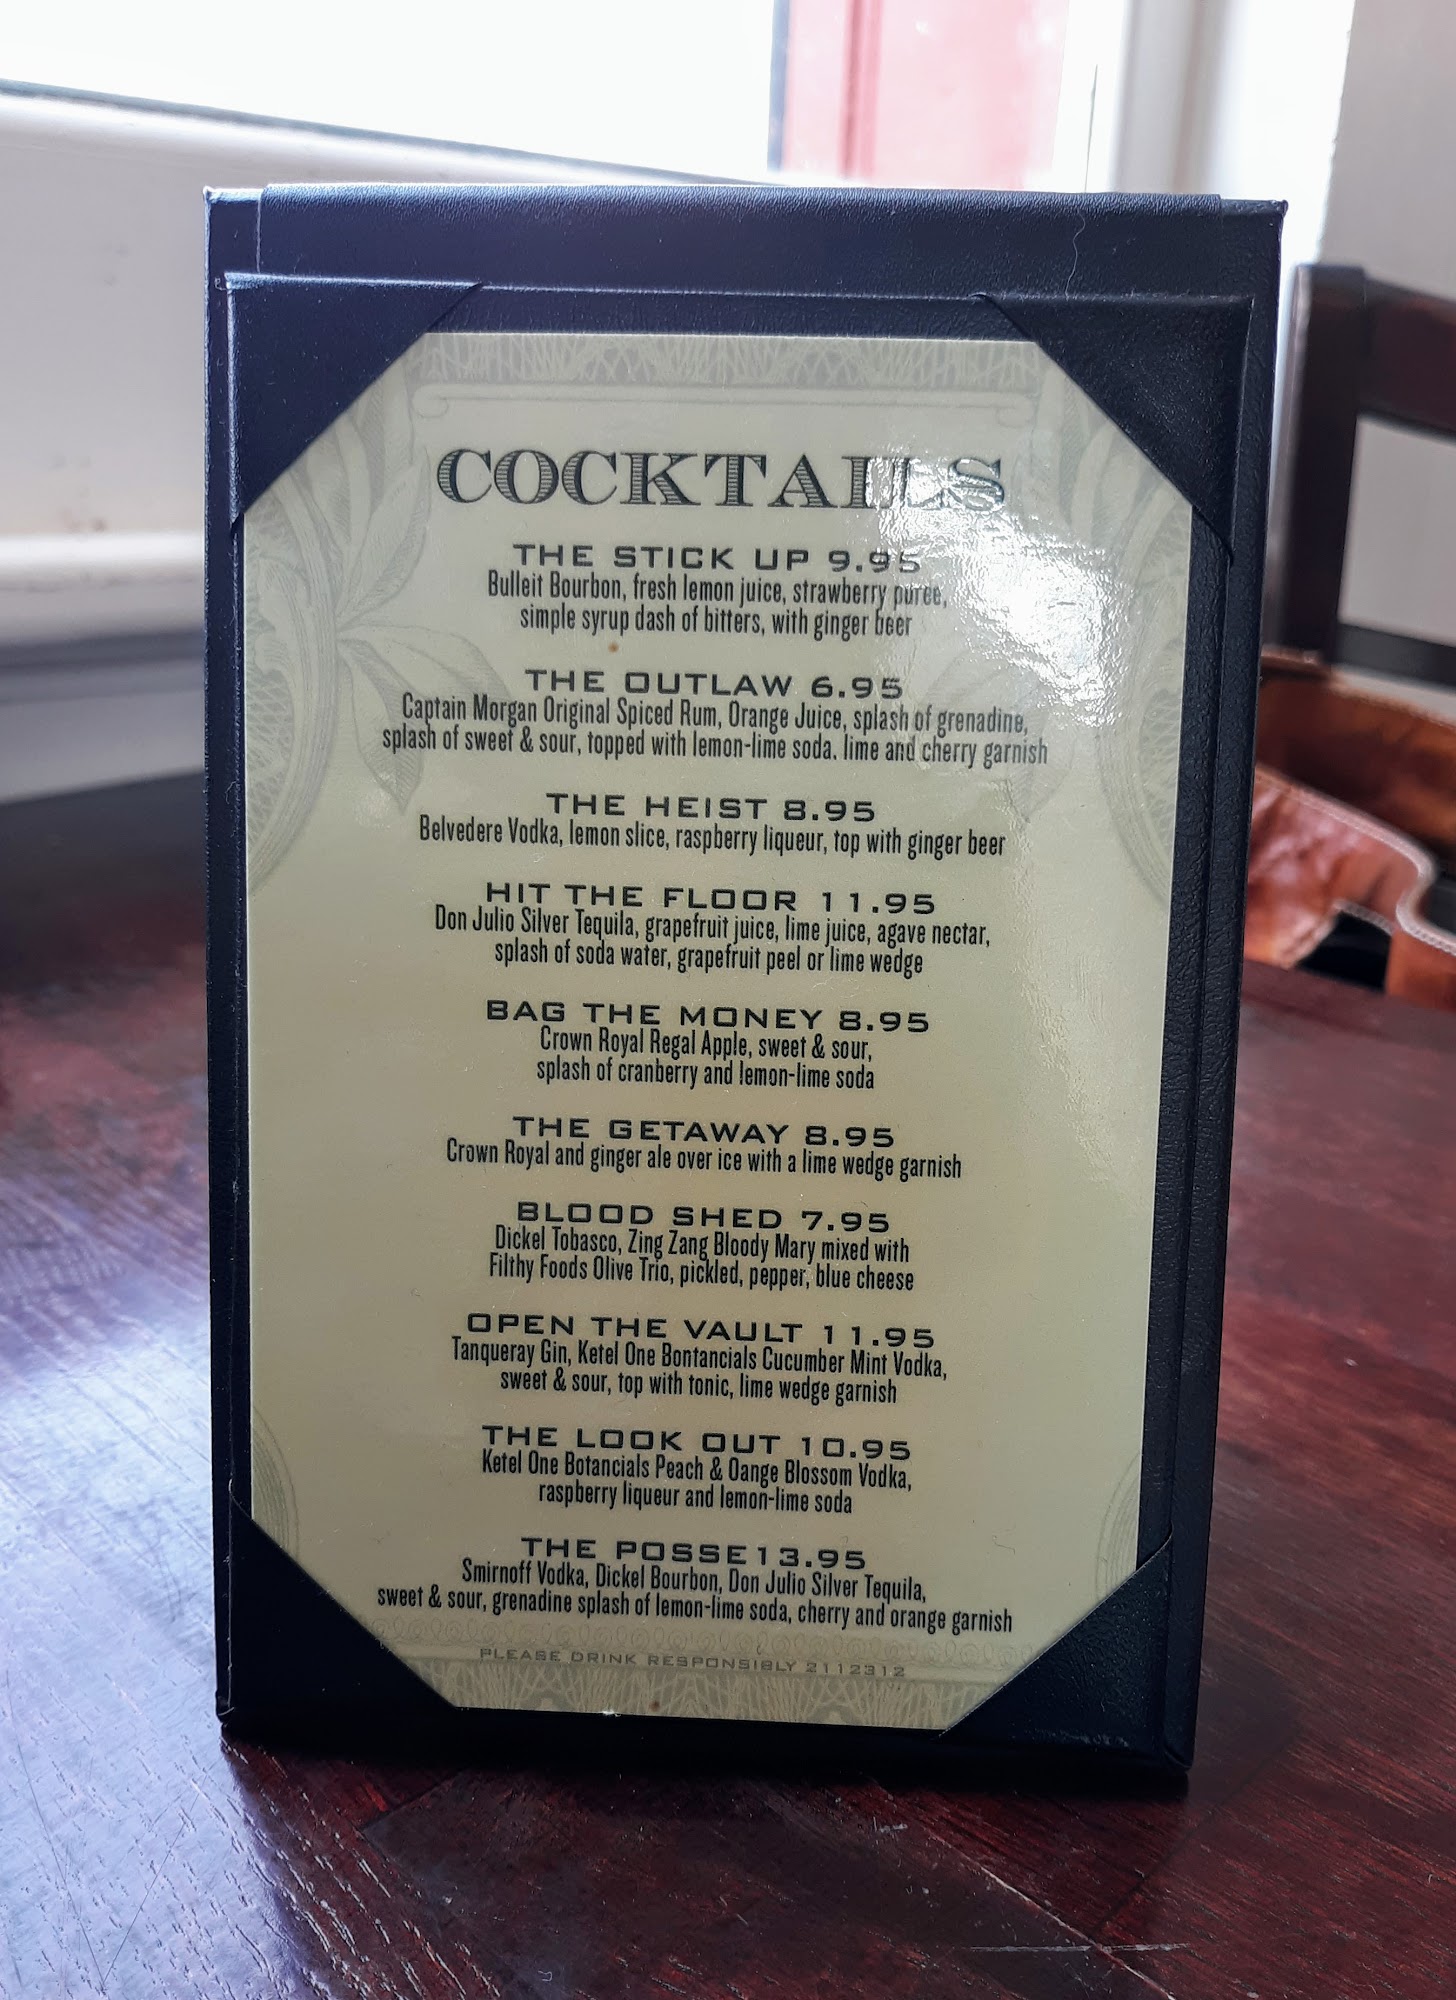 COCKTAILS
THE STICK UP 9.95
Bulleit Bourbon, fresh lemon juice, strawberry puree,
simple syrup dash of bitters, with ginger beer
THE OUTLAW 6.95
Captain Morgan Original Spiced Rum, Orange Juice, splash of grenadine,
splash of sweet & sour, topped with lemon-lime soda. lime and cherry garnish
THE HEIST 8.95
Belvedere Vodka, lemon slice, raspberry liqueur, top with ginger beer
HIT THE FLOOR 11.95
Don Julio Silver Tequila, grapefruit juice, lime juice, agave nectar,
splash of soda water, grapefruit peel or lime wedge
BAG THE MONEY 8.95
Crown Royal Regal Apple, sweet & sour,
splash of cranberry and lemon-lime soda
THE GETAWAY 8.95
Crown Royal and ginger ale over ice with a lime wedge garnish
BLOOD SHED 7.95
Dickel Tobasco, Zing Zang Bloody Mary mixed with
Filthy Foods Olive Trio, pickled, pepper, blue cheese
OPEN THE VAULT 11.95
Tanqueray Gin, Ketel One Bontancials Cucumber Mint Vodka,
sweet & sour, top with tonic, lime wedge garnish
THE LOOK OUT 10.95
Ketel One Botancials Peach & Oange Blossom Vodka,
raspberry liqueur and lemon-lime soda
THE POSSE13.95
Smirnoff Vodka, Dickel Bourbon, Don Julio Silver Tequila,
sweet & sour, grenadine splash of lemon-lime soda, cherry and orange garnish
PLEASE DRINK RESPONSIBLY 2112312